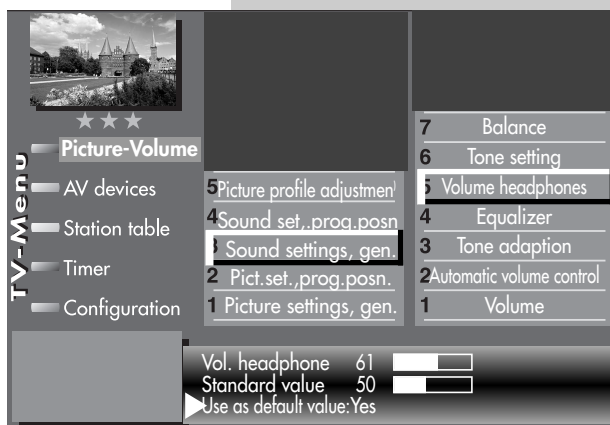 TV-Menu
Picture-Volume
AV devices
Station table
Timer
Configuration
5 Picture profile adjustment
4 Sound set,.prog.posn
3 Sound settings, gen.
2 Pict.set.,prog.posn.
1 Picture settings, gen.
7 Balance
6 Tone setting
5 Volume headphones
4 Equalizer
3 Tone adaption
2 Automatic volume control
1 Volume
Vol. headphone 61
Standard value 50
Use as default value:Yes